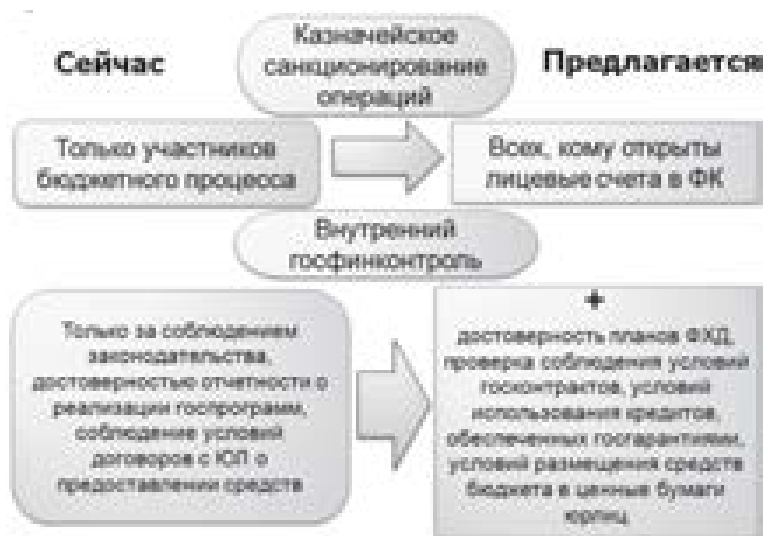 Сейчас
Казначейское
санкционирование
операций
Предлагается
Только участников
бюджетного процесса
Всех, кому открыты
лицевые счета в ФК
Внутренний
госфинконтроль
Только за соблюдением
законодательства,
достоверностью отчетности о
реализации госпрограмм,
соблюдение условий
договоров с ЮЛ о
предоставлении средств
+
достоверность планов ФХД,
проверка соблюдения условий
госконтрактов, условий
использования кредитов,
обеспеченных госгарантиями,
условий размещения средств
бюджета в ценные бумаги
юрлиц